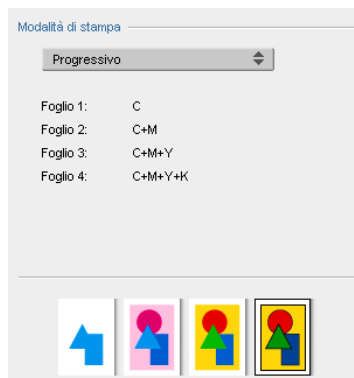 Modalità di stampa
Progressivo
Foglio 1: C
Foglio 2: C+M
Foglio 3: C+M+Y
Foglio 4: C+M+Y+K